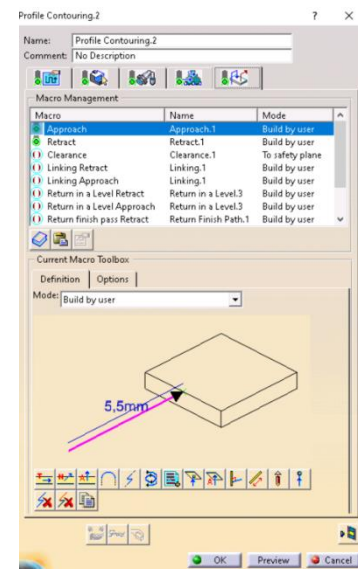 Profile Contouring.2 ? ×
Name: Profile Contouring.2
Comment: No Description
Macro Management
Macro Name Mode
Approach Approach.1 Build by user
Retract Retract.1 Build by user
Clearance Clearance.1 To safety plane
Linking Retract Linking.1 Build by user
Linking Approach Linking.1 Build by user
Return in a Level Retract Return in a Level.3 Build by user
Return in a Level Approach Return in a Level.3 Build by user
Return finish pass Retract Return Finish Path.1 Build by user
Current Macro Toolbox
Definition Options
Mode: Build by user
5,5mm
OK Preview Cancel